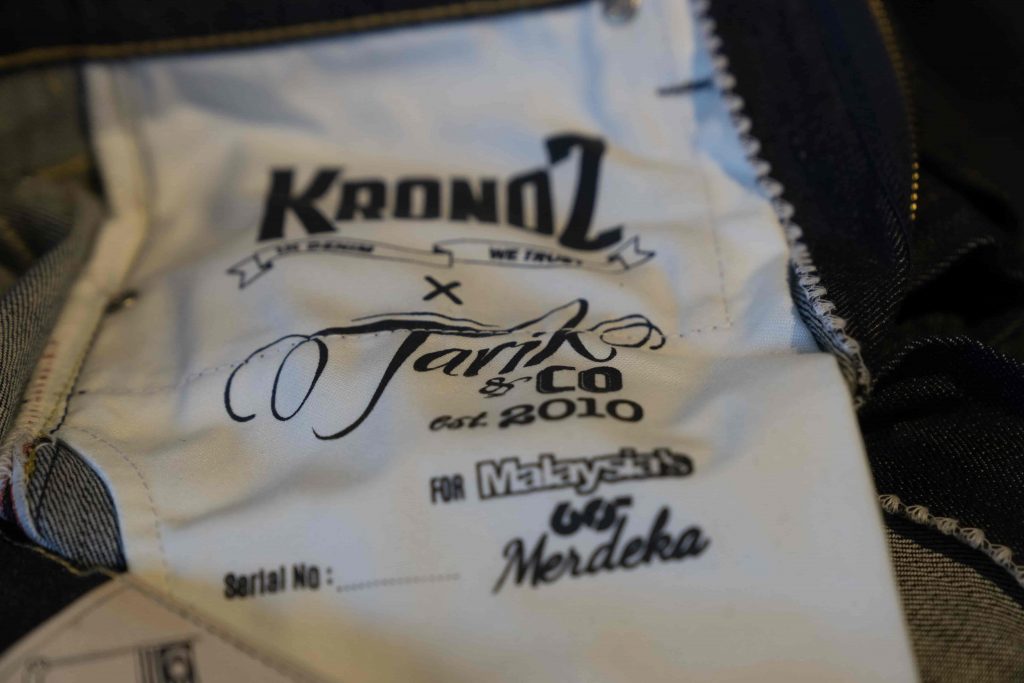 KRONOZ
IN DENIM WE TRUST
X
Tarik
& CO
est. 2010
FOR Malaysia's
Merdeka
Serial No : ....................